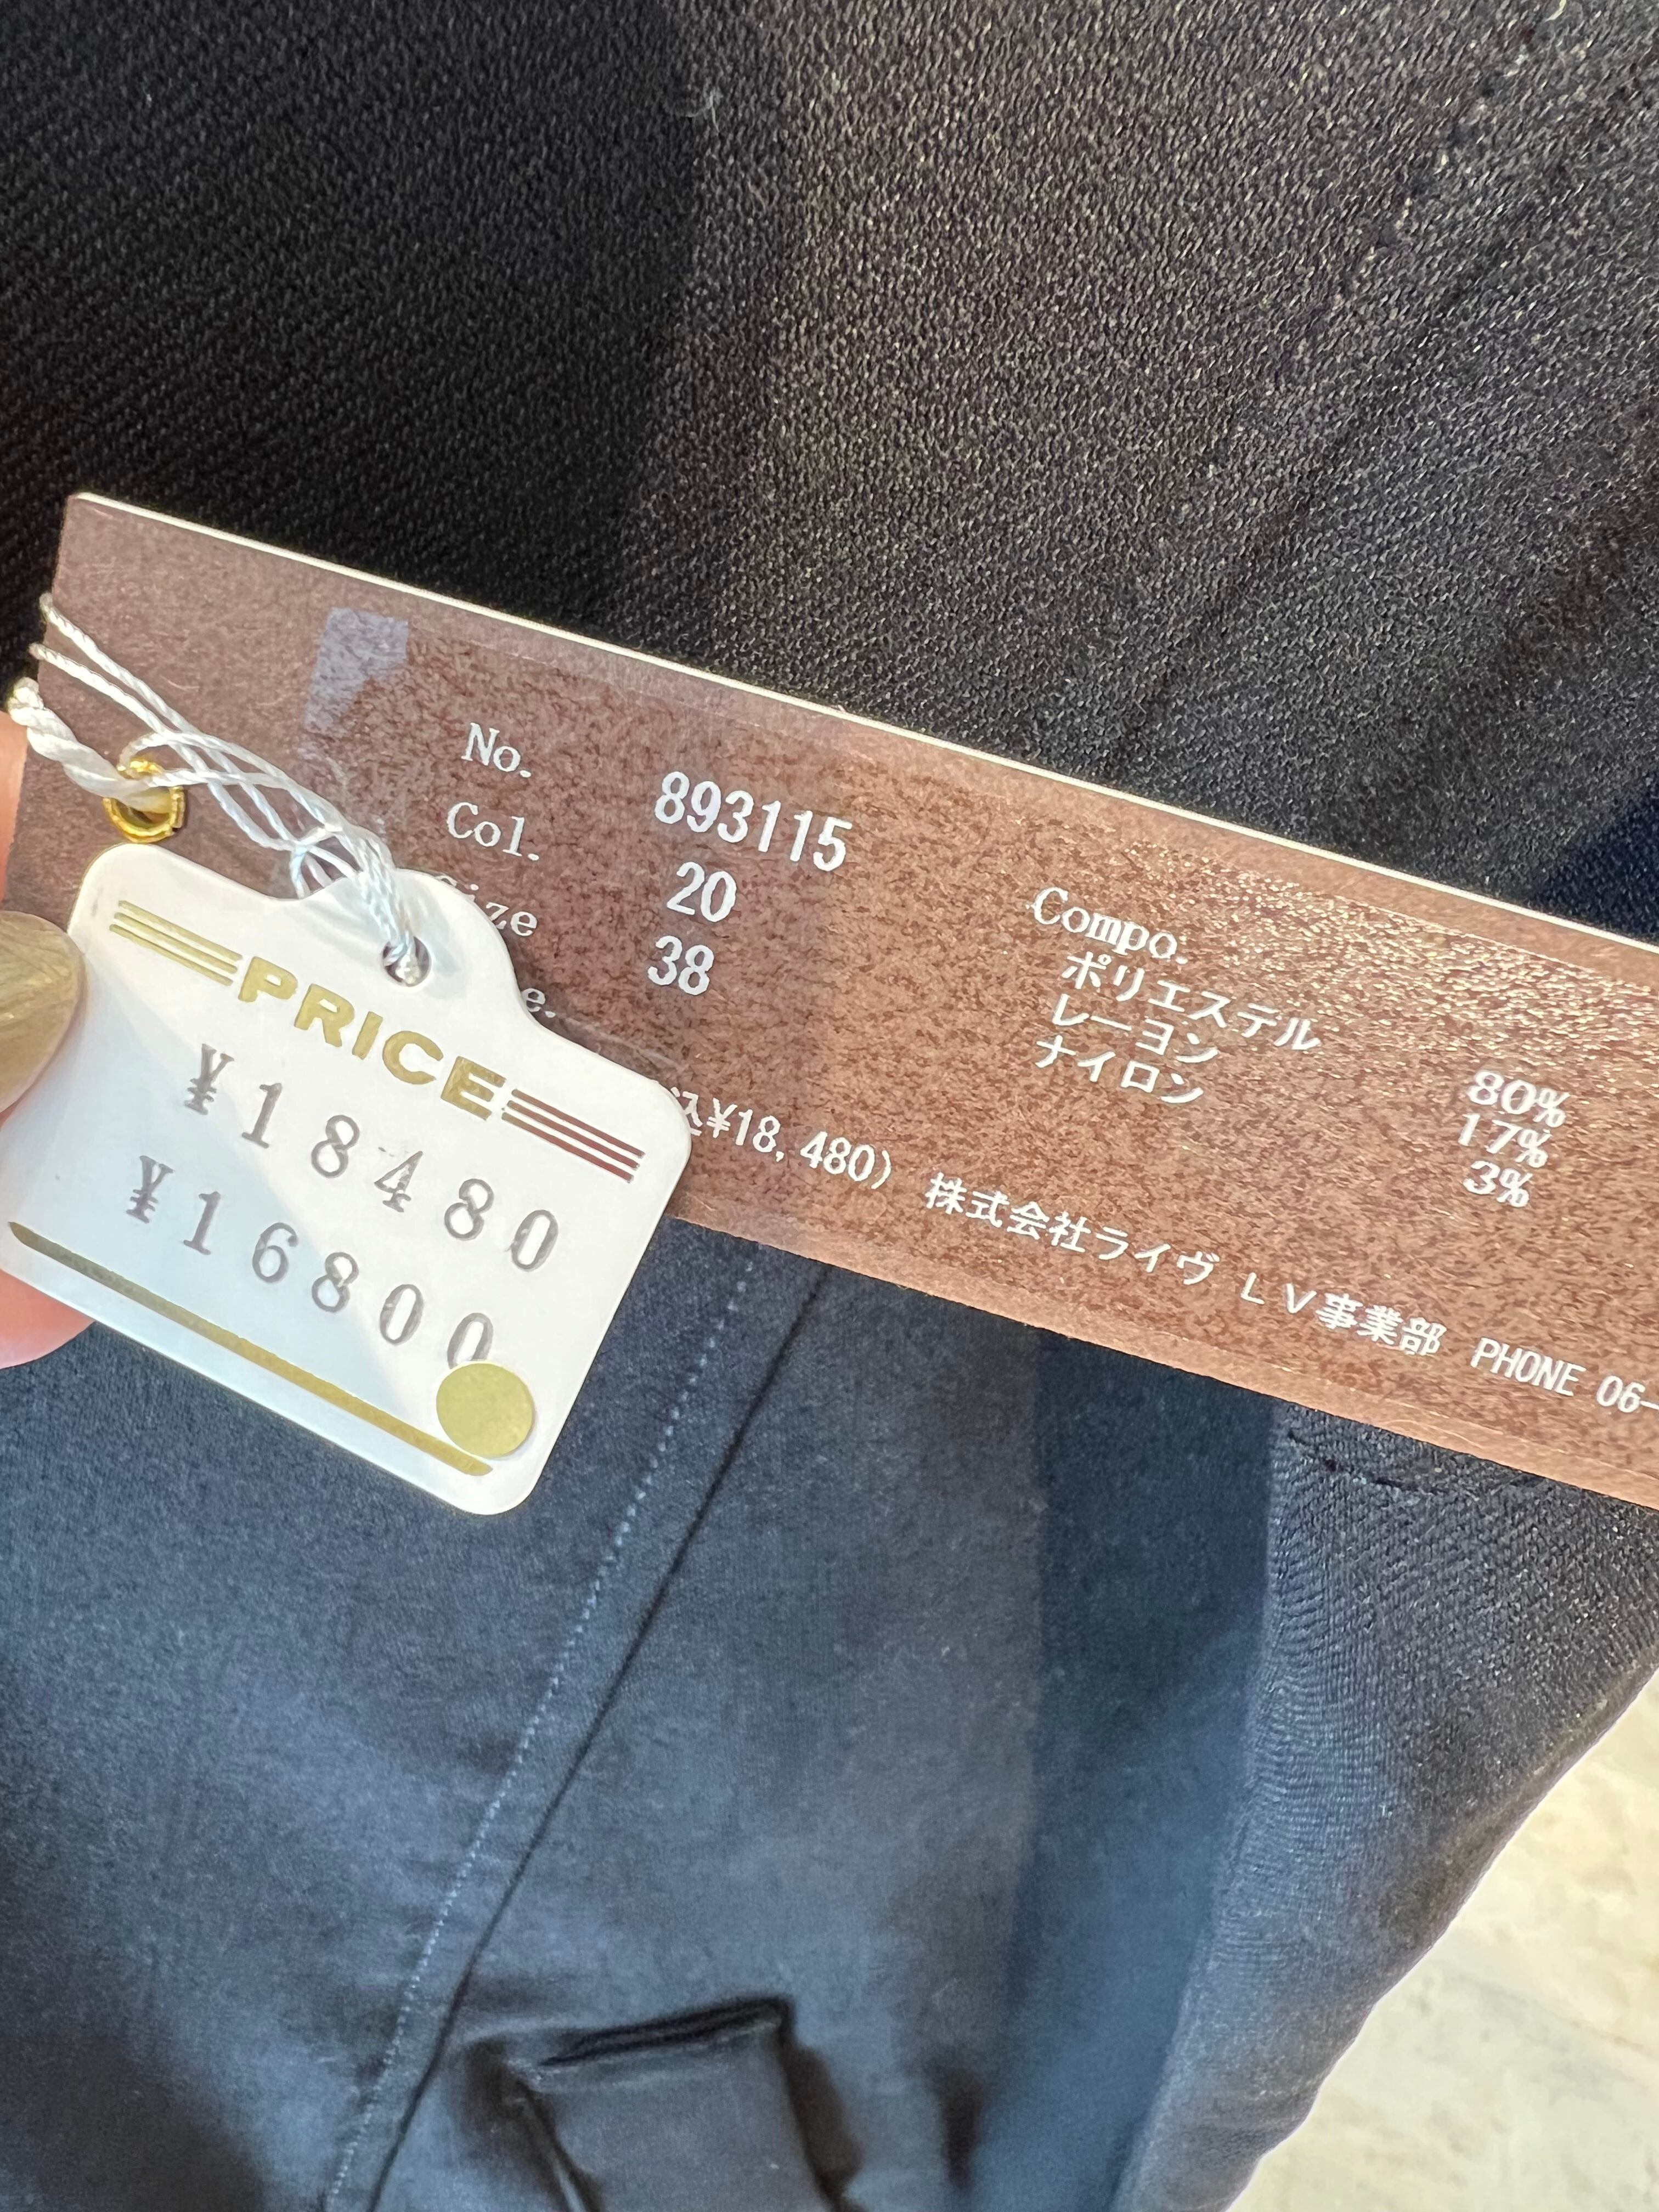 No. 893115
Col. 20
Size 38
Compo.
ポリエステル 80%
レーヨン 17%
ナイロン 3%
込¥18,480) 株式会社ライヴ LV事業部 PHONE 06-
PRICE
¥18480
¥16800